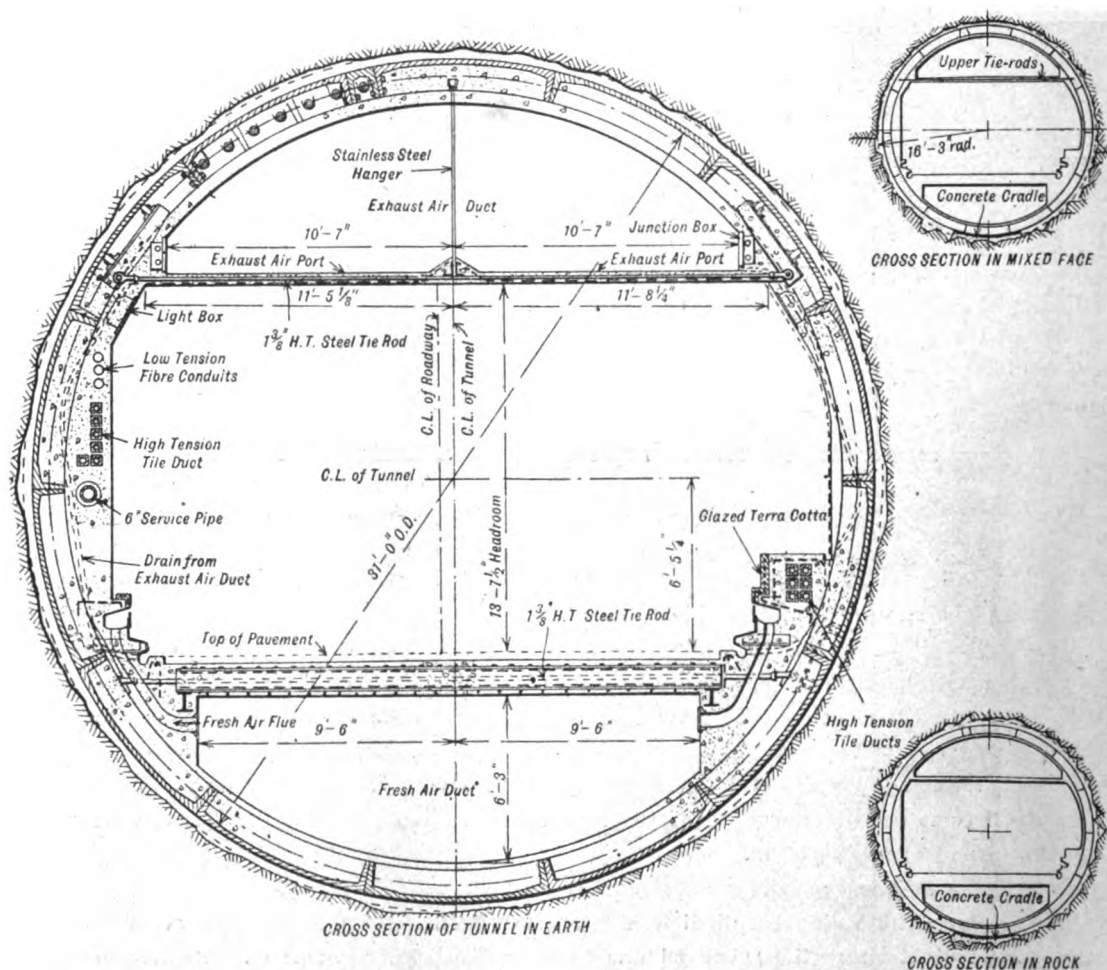 Upper Tie-rods
16'-3" rad.
Concrete Cradle
CROSS SECTION IN MIXED FACE
Stainless Steel
Hanger
Exhaust Air Duct
10'-7"
10'-7"
Junction Box
Exhaust Air Port
Exhaust Air Port
11'-5 1/8"
11'-8 1/4"
Light Box
1 3/8" H.T. Steel Tie Rod
Low Tension
Fibre Conduits
C.L. of Roadway
C.L. of Tunnel
High Tension
Tile Duct
C.L. of Tunnel
6" Service Pipe
31'-0" O.D.
13'-7 1/2" Headroom
Glazed Terra Cotta
6'-5 1/4"
Drain from
Exhaust Air Duct
1 3/8" H.T Steel Tie Rod
Top of Pavement
Fresh Air Flue
9'-6"
9'-6"
High Tension
Tile Ducts
Fresh Air Duct
6'-3"
Concrete Cradle
CROSS SECTION OF TUNNEL IN EARTH
CROSS SECTION IN ROCK